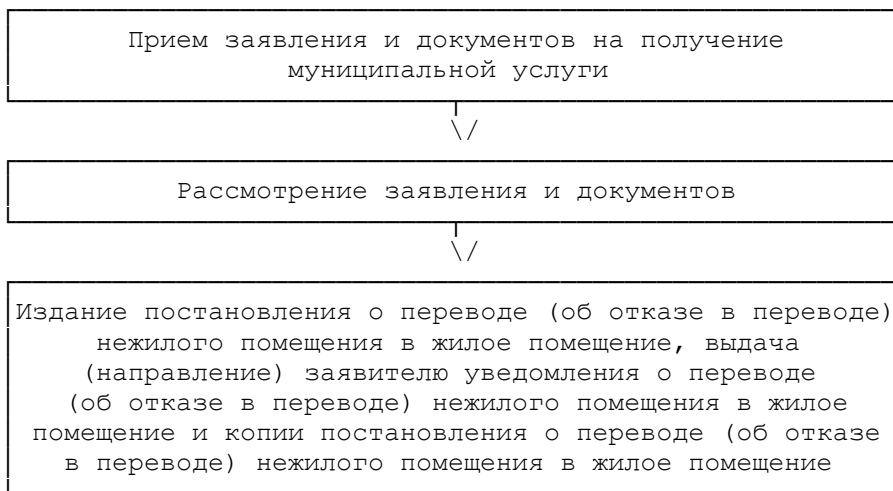 Прием заявления и документов на получение
муниципальной услуги
\/
Рассмотрение заявления и документов
\/
Издание постановления о переводе (об отказе в переводе)
нежилого помещения в жилое помещение, выдача
(направление) заявителю уведомления о переводе
(об отказе в переводе) нежилого помещения в жилое
помещение и копии постановления о переводе (об отказе
в переводе) нежилого помещения в жилое помещение